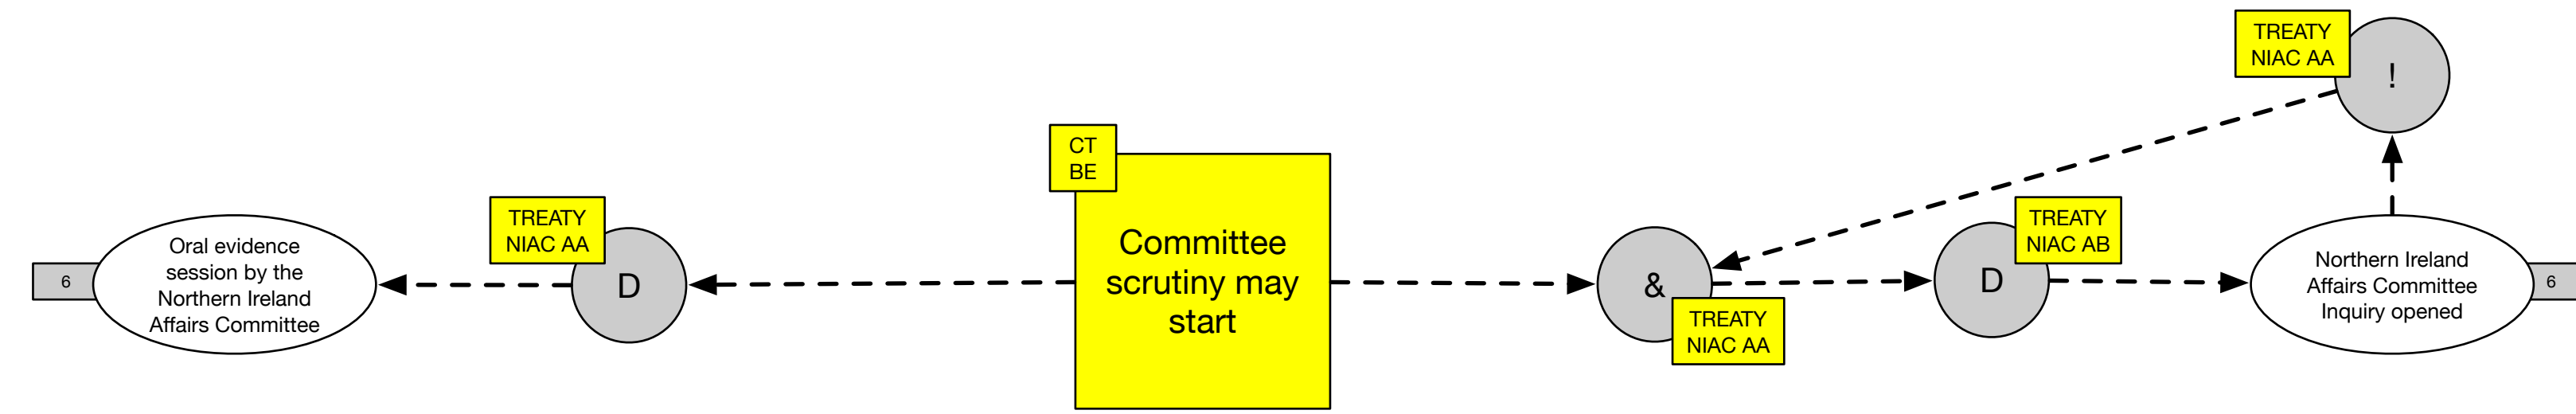 6
Oral evidence
session by the
Northern Ireland
Affairs Committee
TREATY
NIAC AA
D
CT
BE
Committee
scrutiny may
start
&
TREATY
NIAC AA
D
TREATY
NIAC AB
TREATY
NIAC AA
!
Northern Ireland
Affairs Committee
Inquiry opened
6